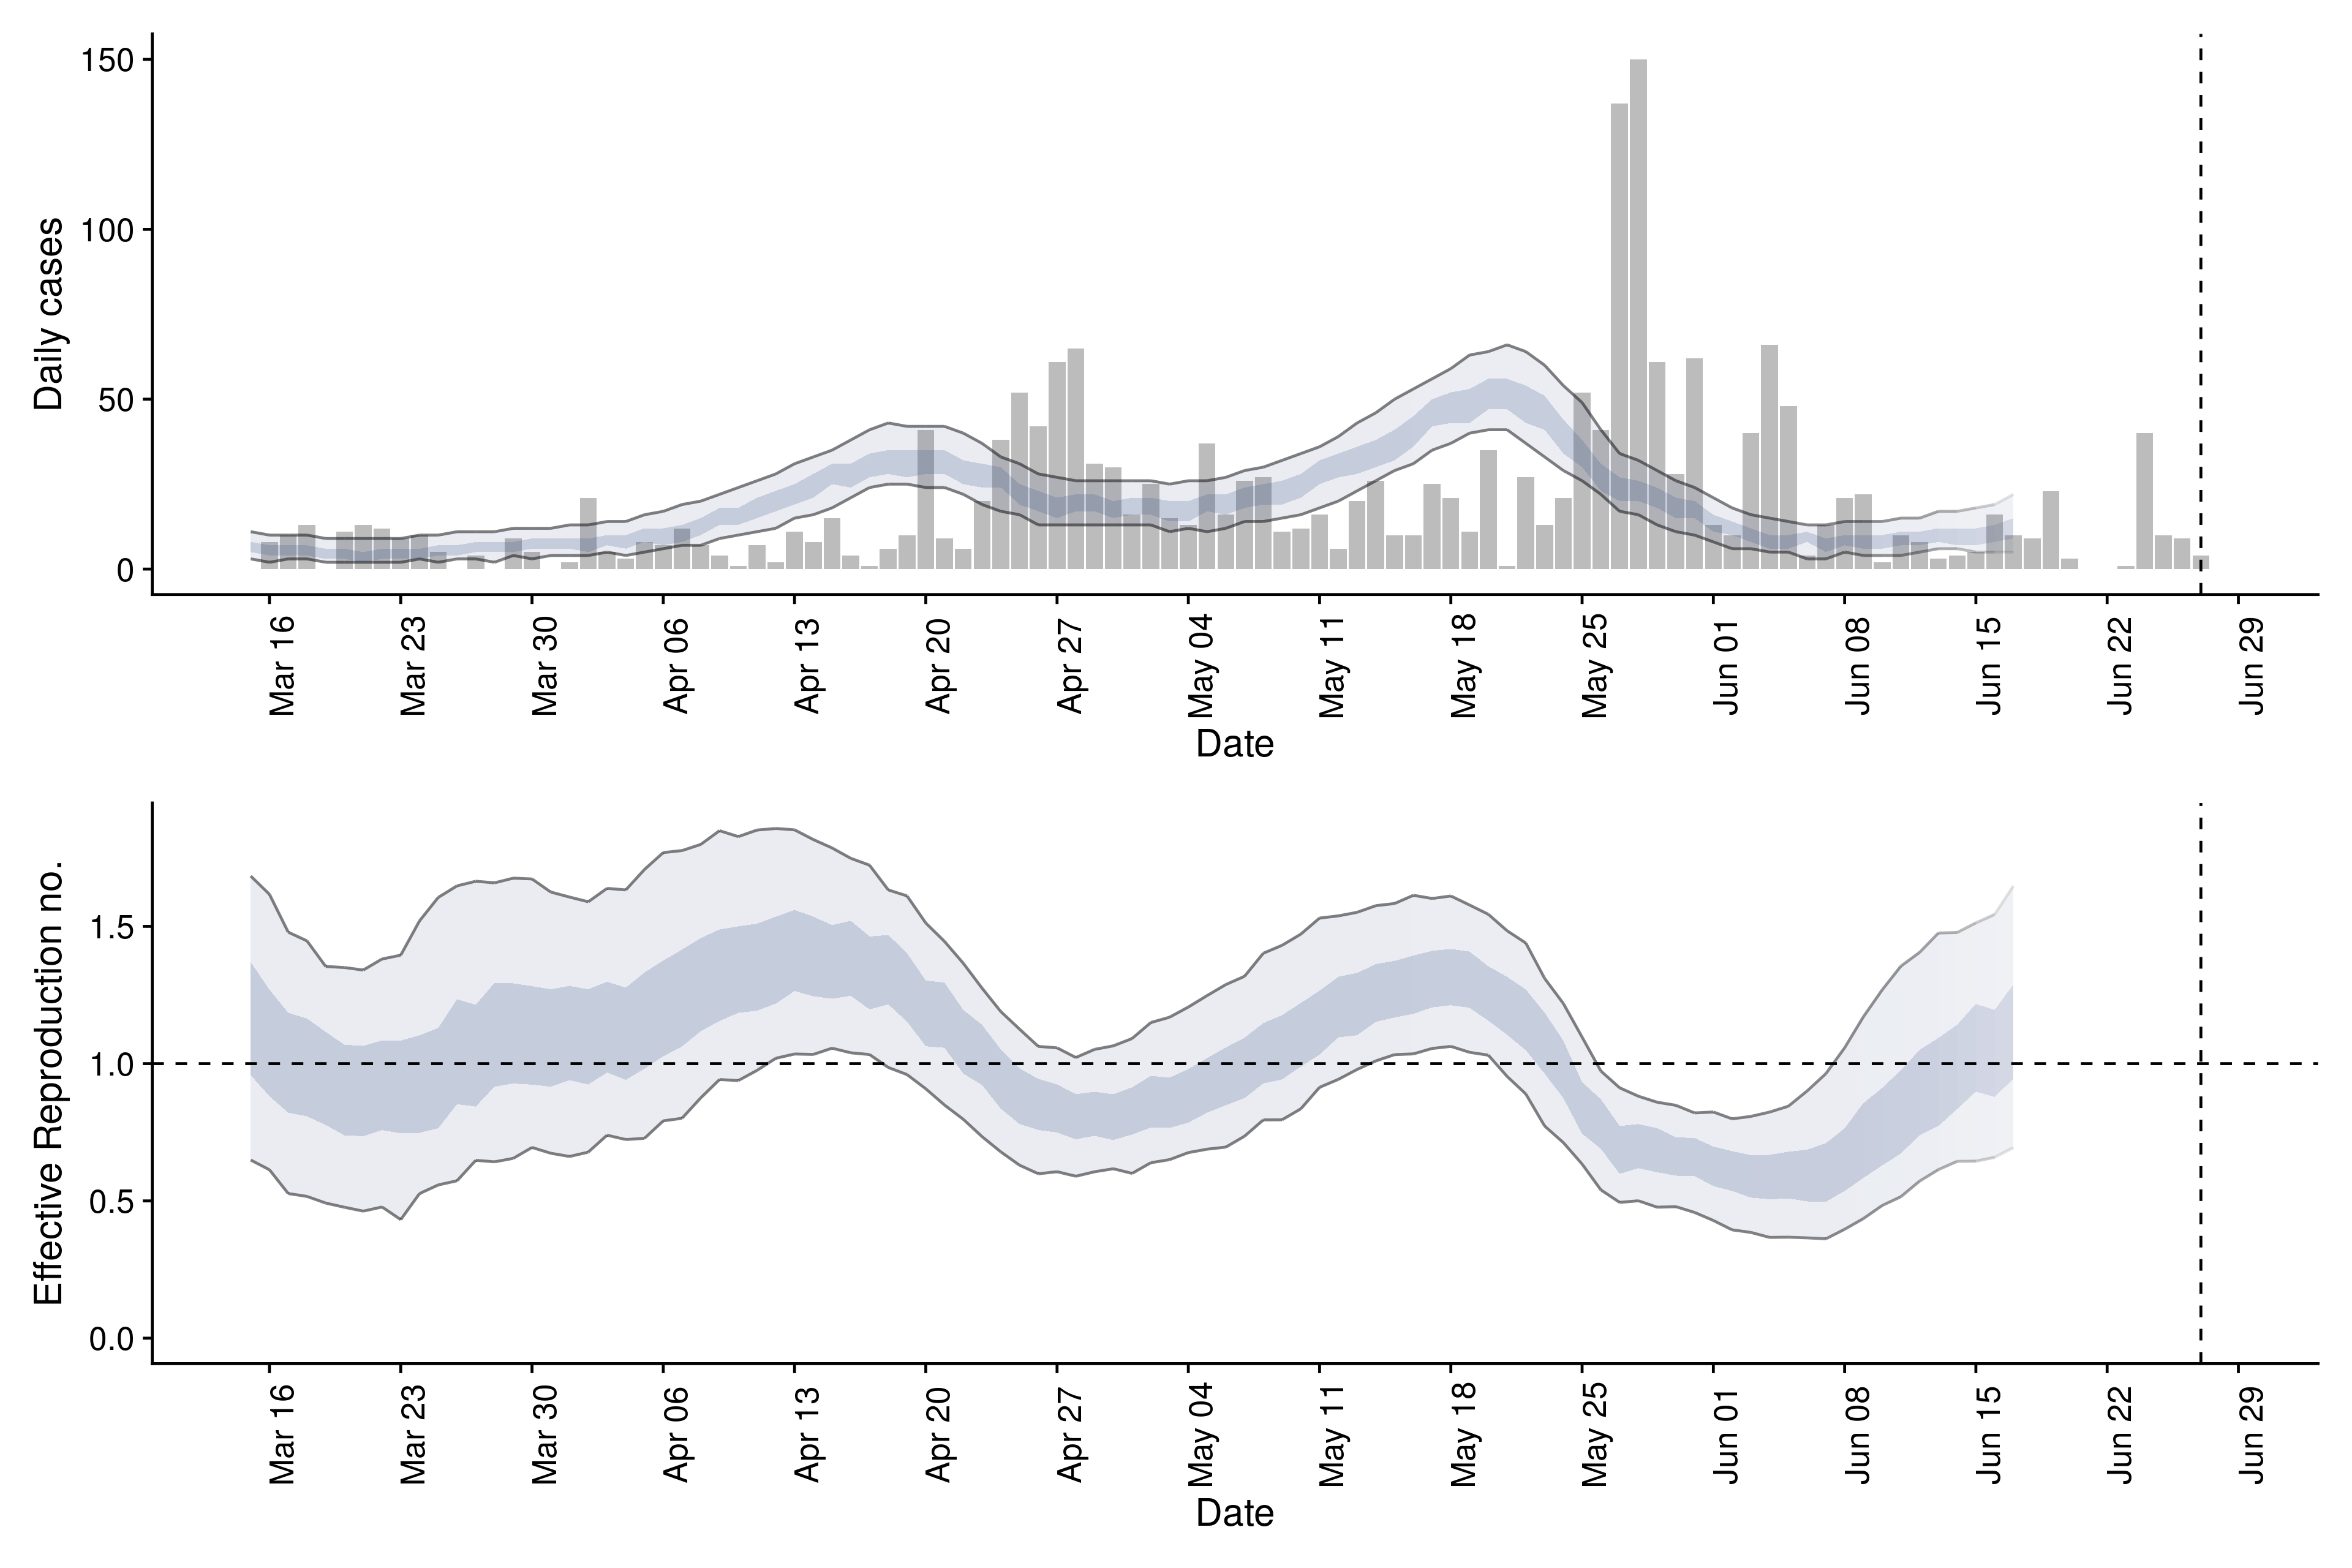 Daily cases
150
100
50
0
Mar 16
Mar 23
Mar 30
Apr 06
Apr 13
Apr 20
Apr 27
May 04
May 11
May 18
May 25
Jun 01
Jun 08
Jun 15
Jun 22
Jun 29
Date
Effective Reproduction no.
1.5
1.0
0.5
0.0
Mar 16
Mar 23
Mar 30
Apr 06
Apr 13
Apr 20
Apr 27
May 04
May 11
May 18
May 25
Jun 01
Jun 08
Jun 15
Jun 22
Jun 29
Date